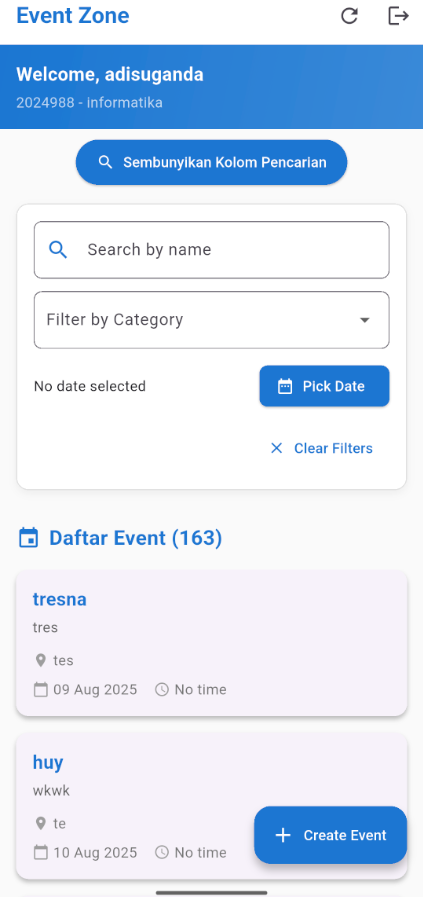 Event Zone
Welcome, adisuganda
2024988 - informatika
Sembunyikan Kolom Pencarian
Search by name
Filter by Category
No date selected
Pick Date
Clear Filters
Daftar Event (163)
tresna
tres
tes
09 Aug 2025 No time
huy
wkwk
te
10 Aug 2025 No time
Create Event